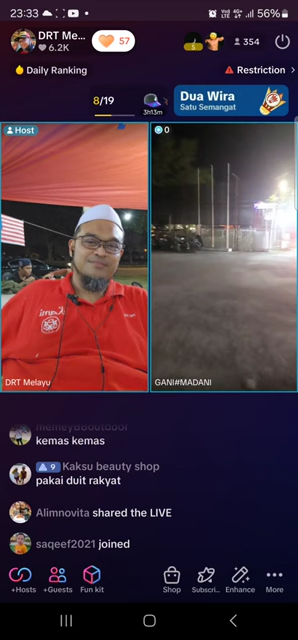 23:33
56%
DRT Me...
6.2K
57
354
Daily Ranking
Restriction
8/19
3h13m
Dua Wira
Satu Semangat
Host
0
DRT Melayu
GANI#MADANI
memey88outdoor
kemas kemas
9 Kaksu beauty shop
pakai duit rakyat
Alimnovita shared the LIVE
saqeef2021 joined
+Hosts
+Guests
Fun kit
Shop
Subscri...
Enhance
More